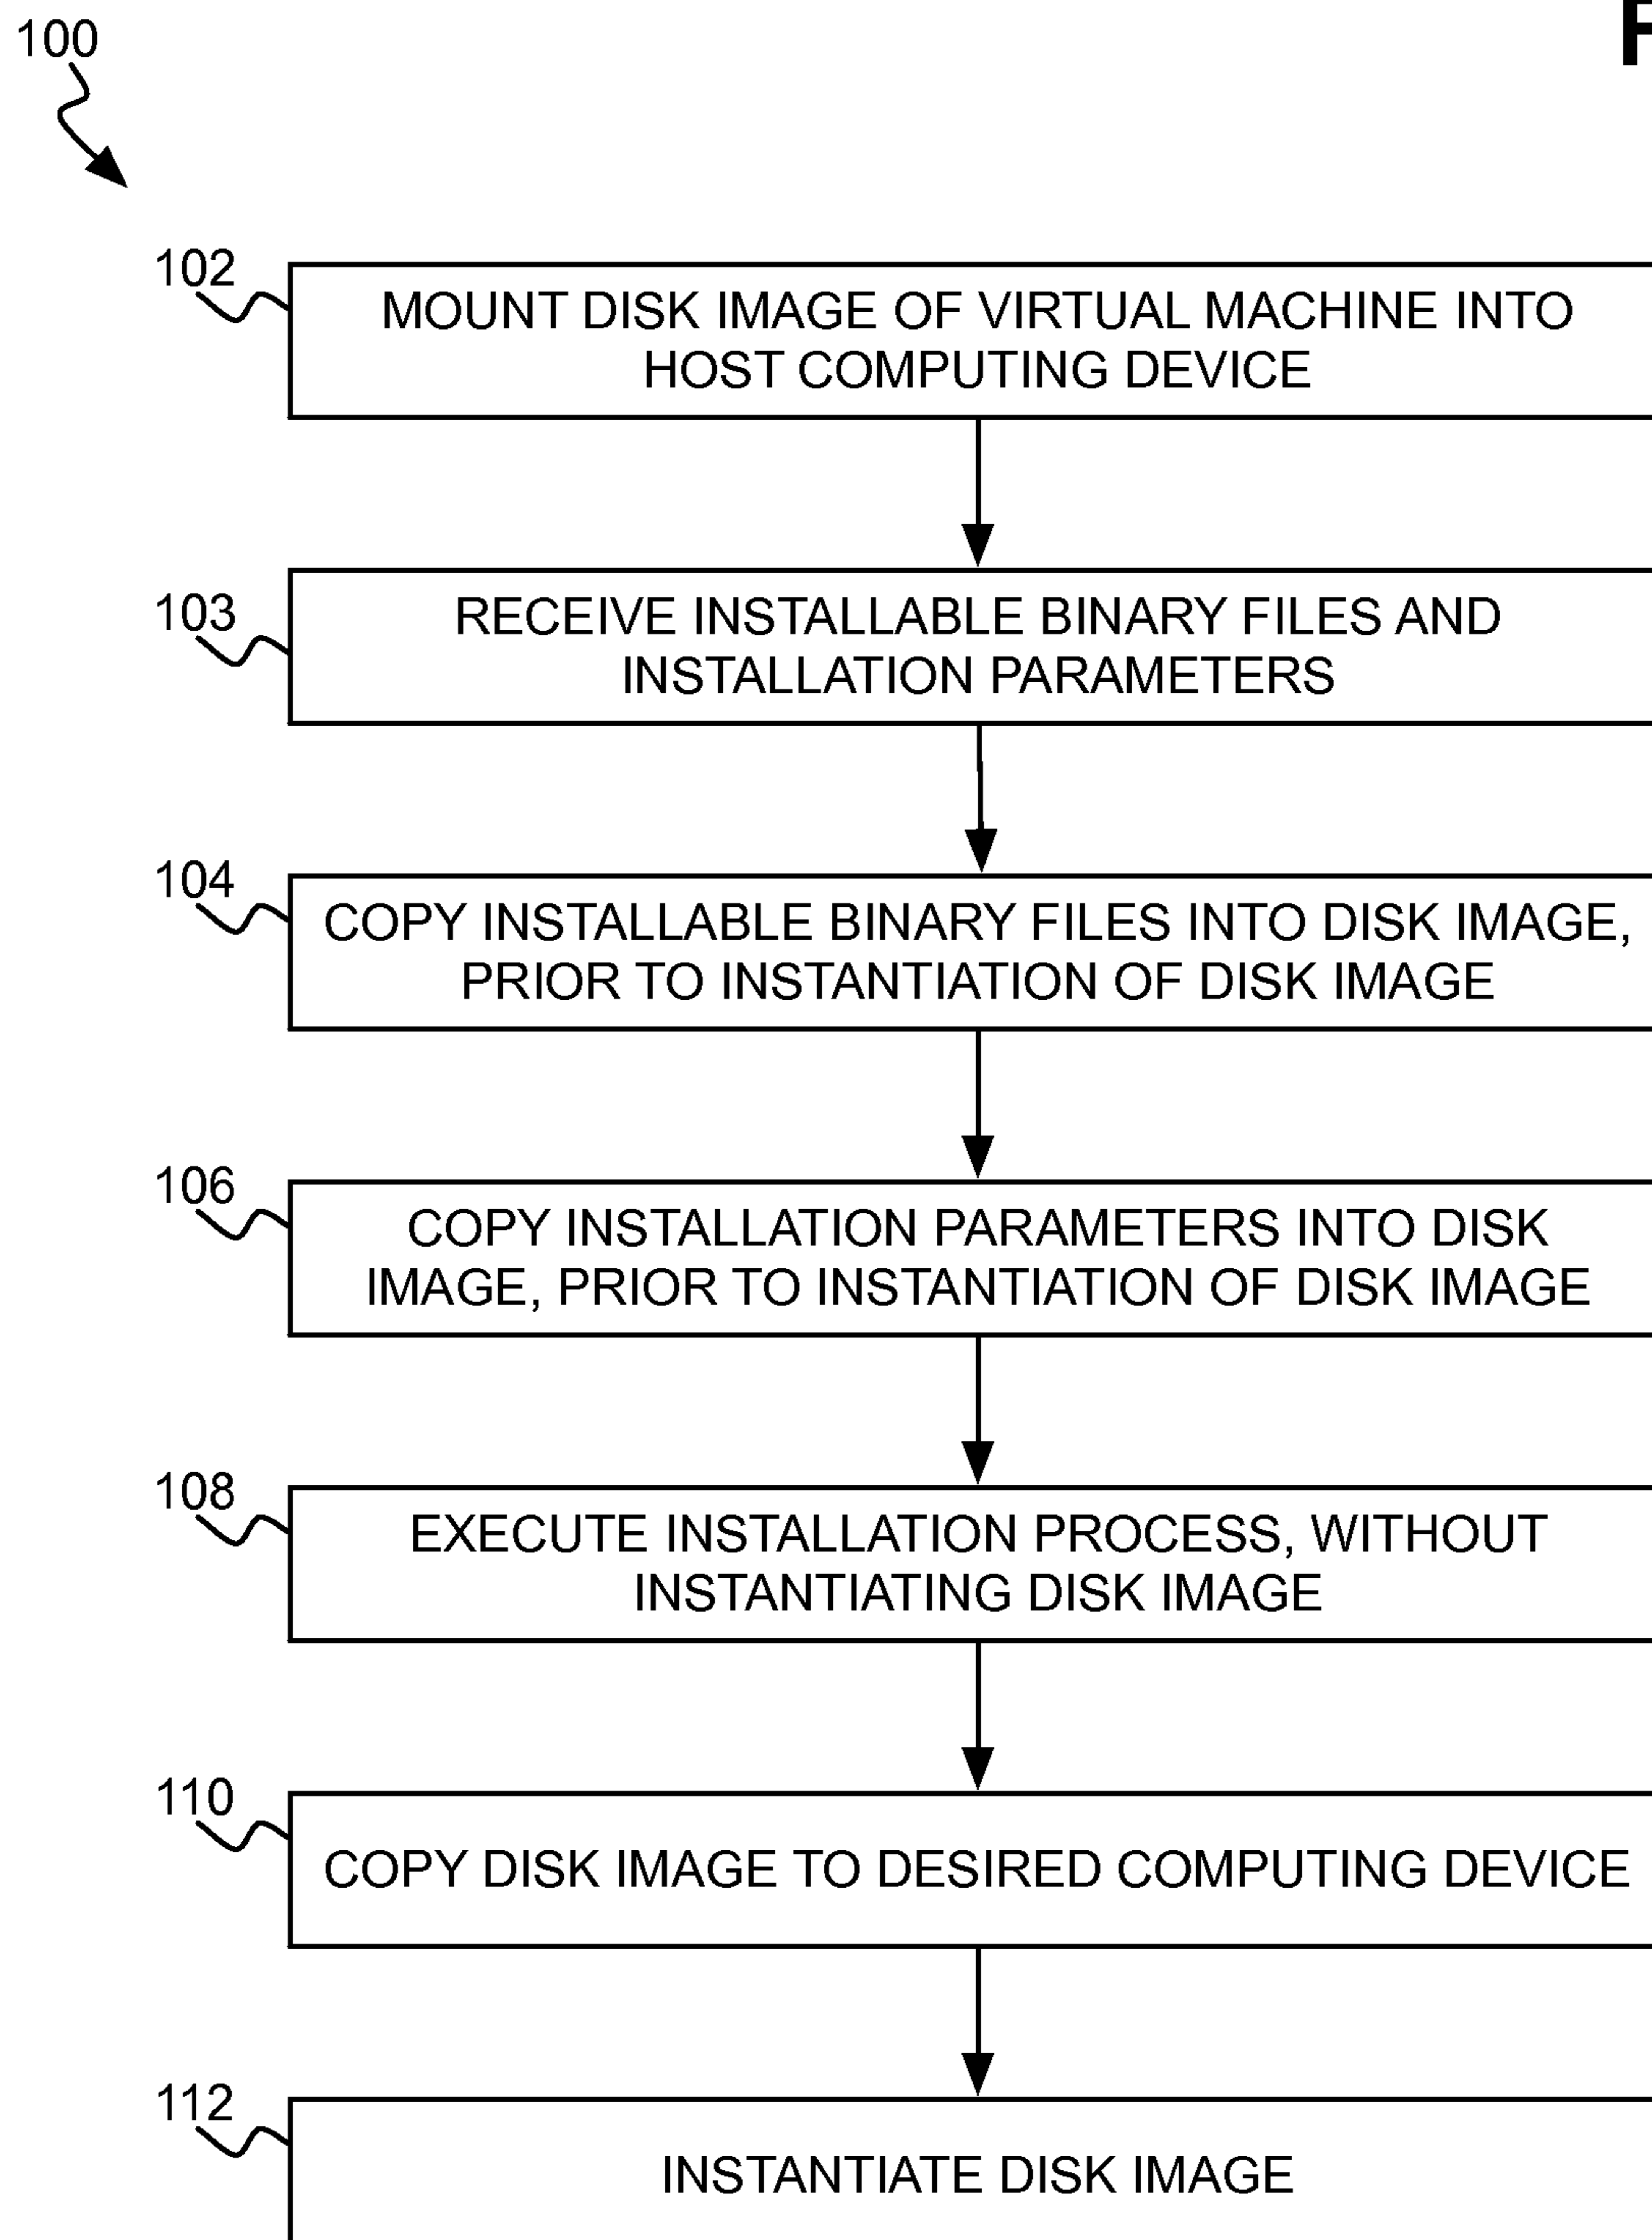 100
102
MOUNT DISK IMAGE OF VIRTUAL MACHINE INTO
HOST COMPUTING DEVICE
103
RECEIVE INSTALLABLE BINARY FILES AND
INSTALLATION PARAMETERS
104
COPY INSTALLABLE BINARY FILES INTO DISK IMAGE,
PRIOR TO INSTANTIATION OF DISK IMAGE
106
COPY INSTALLATION PARAMETERS INTO DISK
IMAGE, PRIOR TO INSTANTIATION OF DISK IMAGE
108
EXECUTE INSTALLATION PROCESS, WITHOUT
INSTANTIATING DISK IMAGE
110
COPY DISK IMAGE TO DESIRED COMPUTING DEVICE
112
INSTANTIATE DISK IMAGE